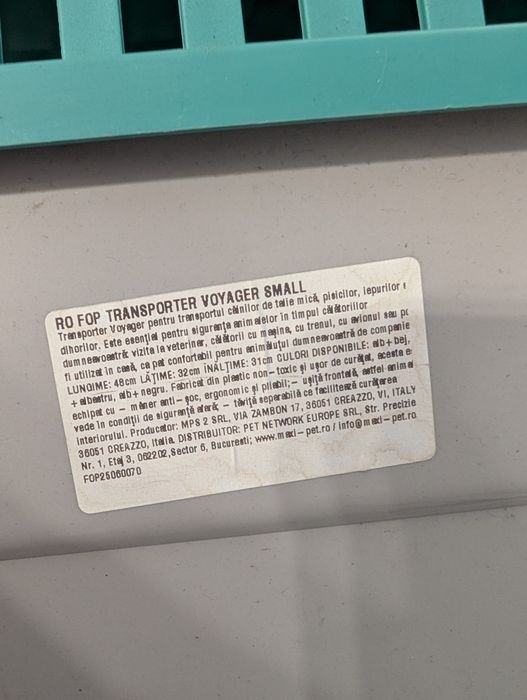 RO FOP TRANSPORTER VOYAGER SMALL
Transporter Voyager pentru transportul câinilor de talie mică, pisicilor, iepurilor
dihorilor. Este esențial pentru siguranța animalelor în timpul călătoriilor
dumneavoastră: vizita la veterinar, călătorii cu mașina, cu trenul, cu avionul sau po
fi utilizat în casă, ca pat confortabil pentru animăluțul dumneavoastră de companie
LUNGIME: 48cm LĂȚIME: 32cm ÎNĂLȚIME: 31cm CULORI DISPONIBILE: alb+ bej,
+ albastru, alb+ negru. Fabricat din plastic non- toxic și ușor de curățat, acesta e
echipat cu - mâner anti- șoc, ergonomic și pliabil;- ușiță frontală, astfel animal
vede în condiții de siguranță afară; - tăviță separabilă ce facilitează curățarea
interiorului. Producator: MPS 2 SRL, VIA ZAMBON 17, 36051 CREAZZO, VI, ITALY
36051 CREAZZO, Italia. DISTRIBUITOR: PET NETWORK EUROPE SRL, Str. Preciziei
Nr. 1, Etaj 3, 062202,Sector 6, Bucuresti; www.maxi-pet.ro / info@maxi-pet.ro
FOP25060070